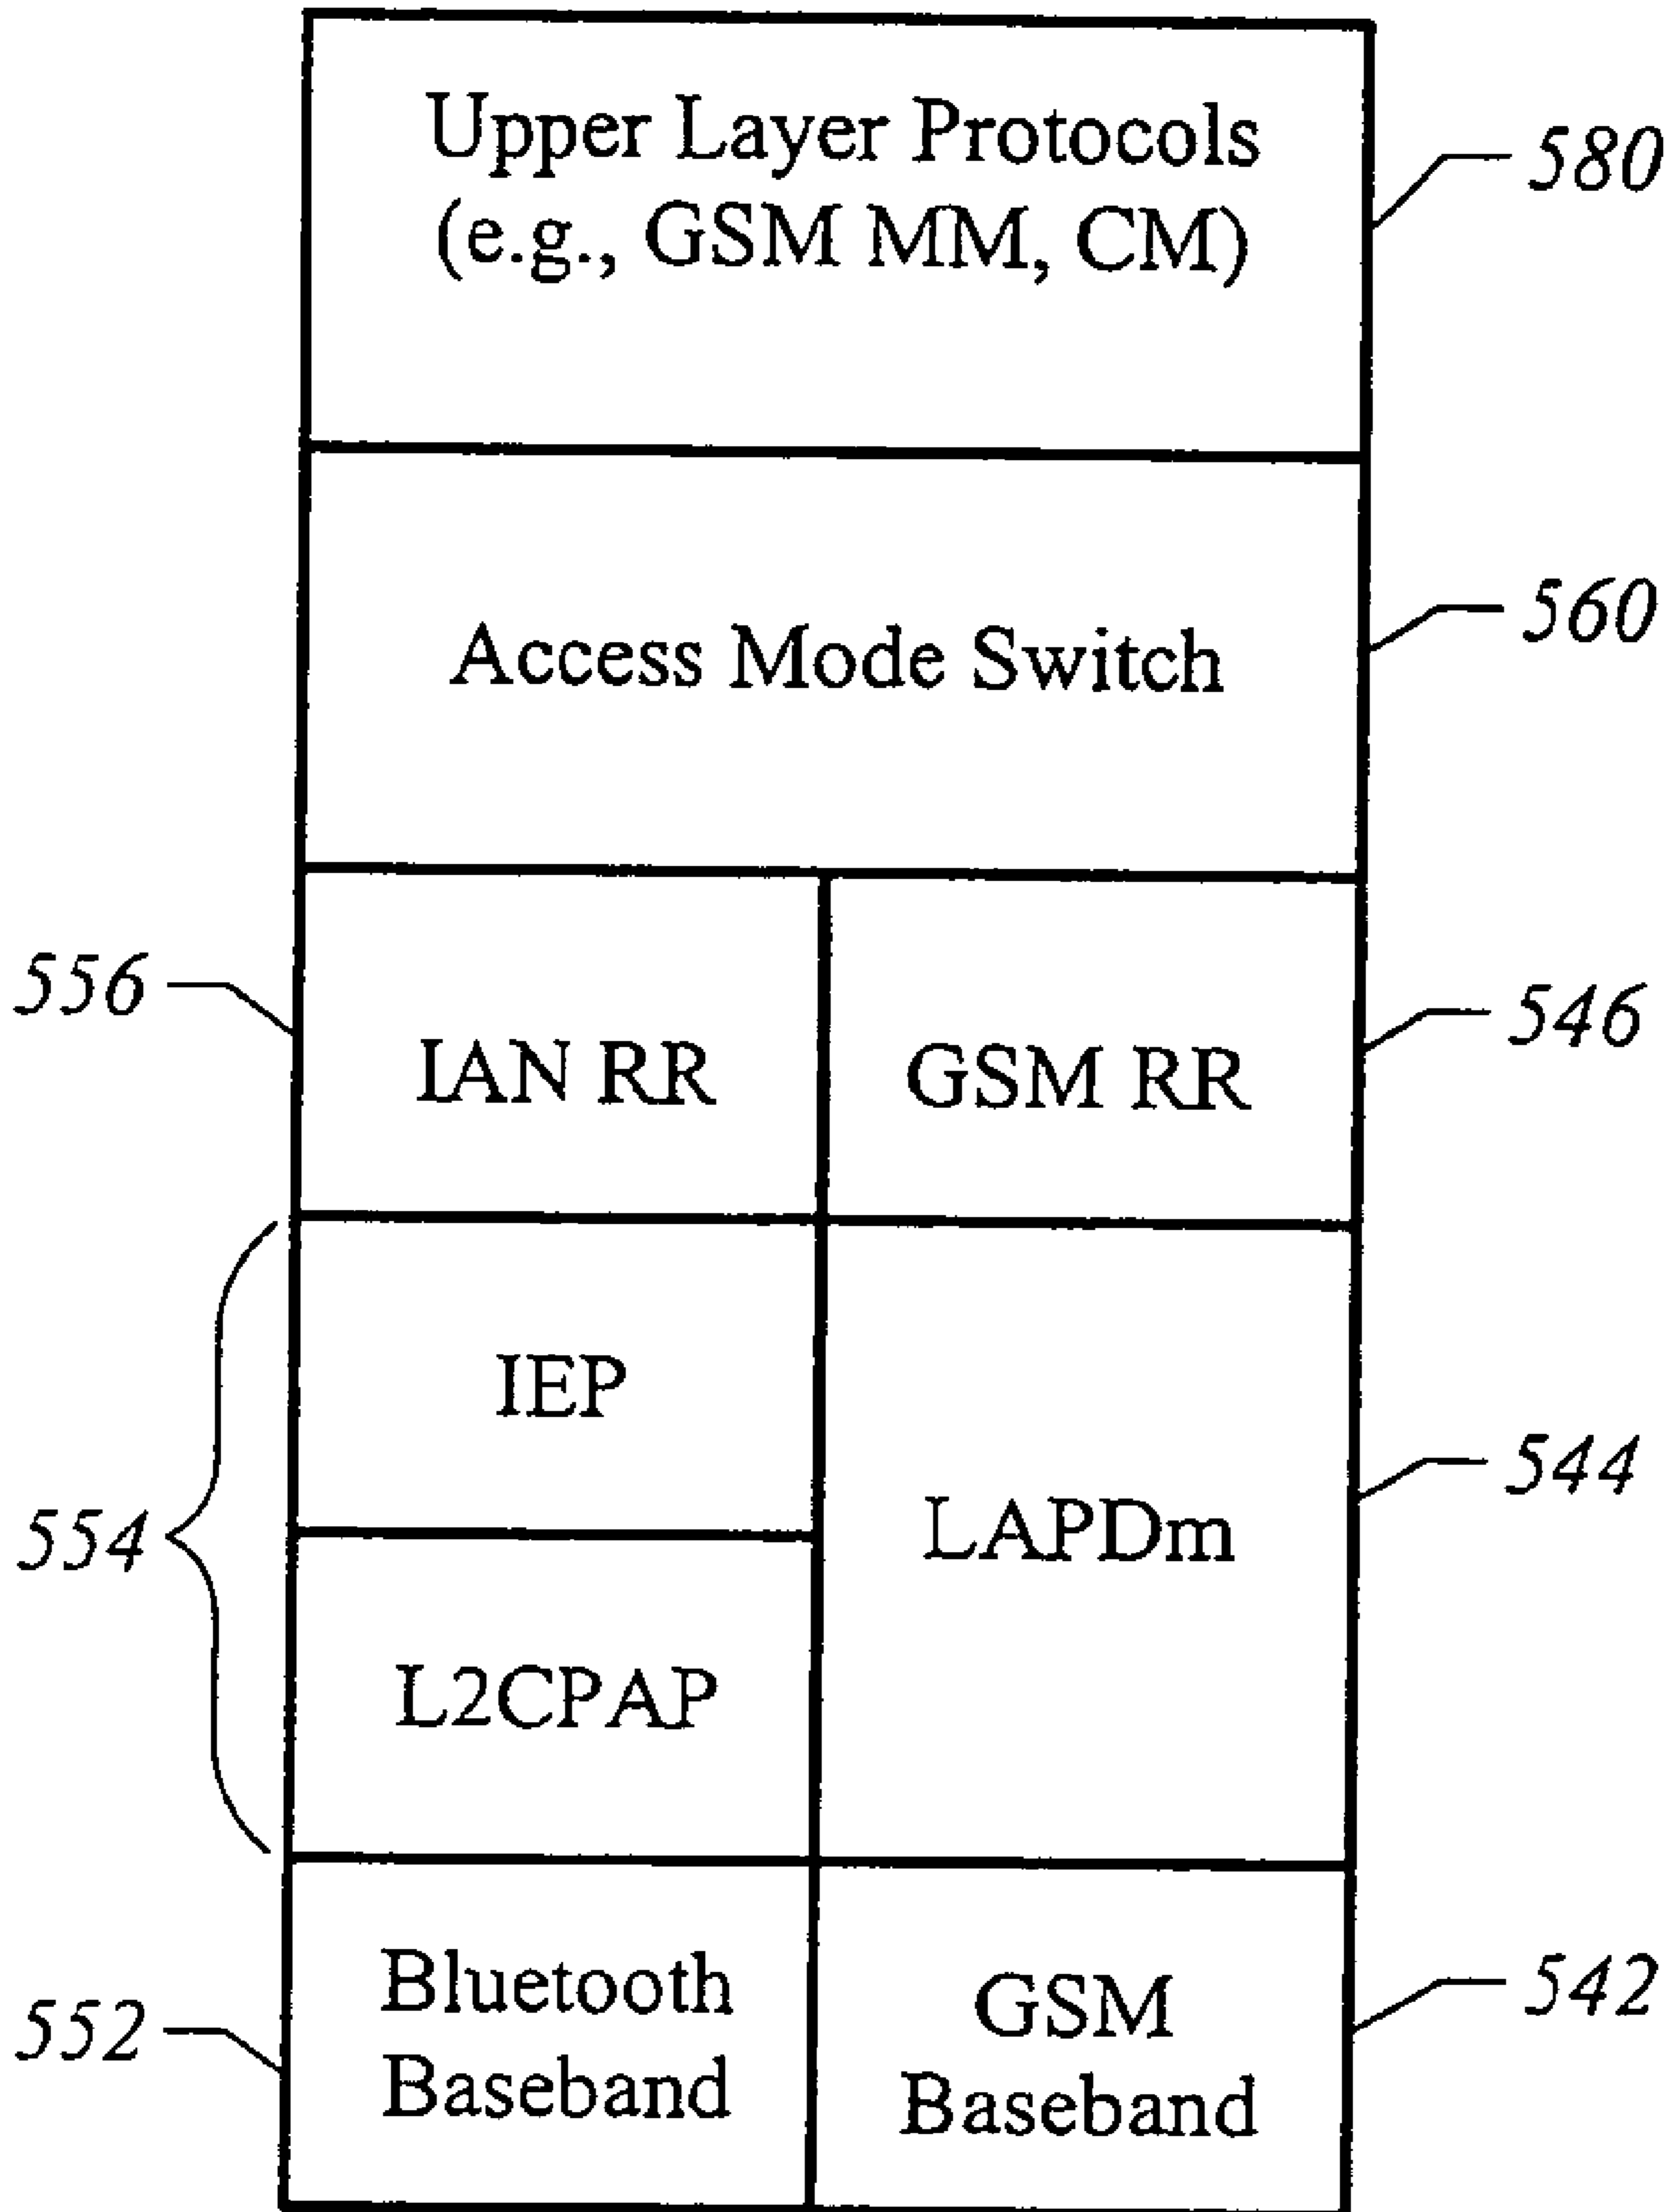 Upper Layer Protocols
(e.g., GSM MM, CM)
580
Access Mode Switch
560
556
IAN RR
GSM RR
546
IEP
554
LAPDm
544
L2CPAP
552
Bluetooth
Baseband
GSM
Baseband
542